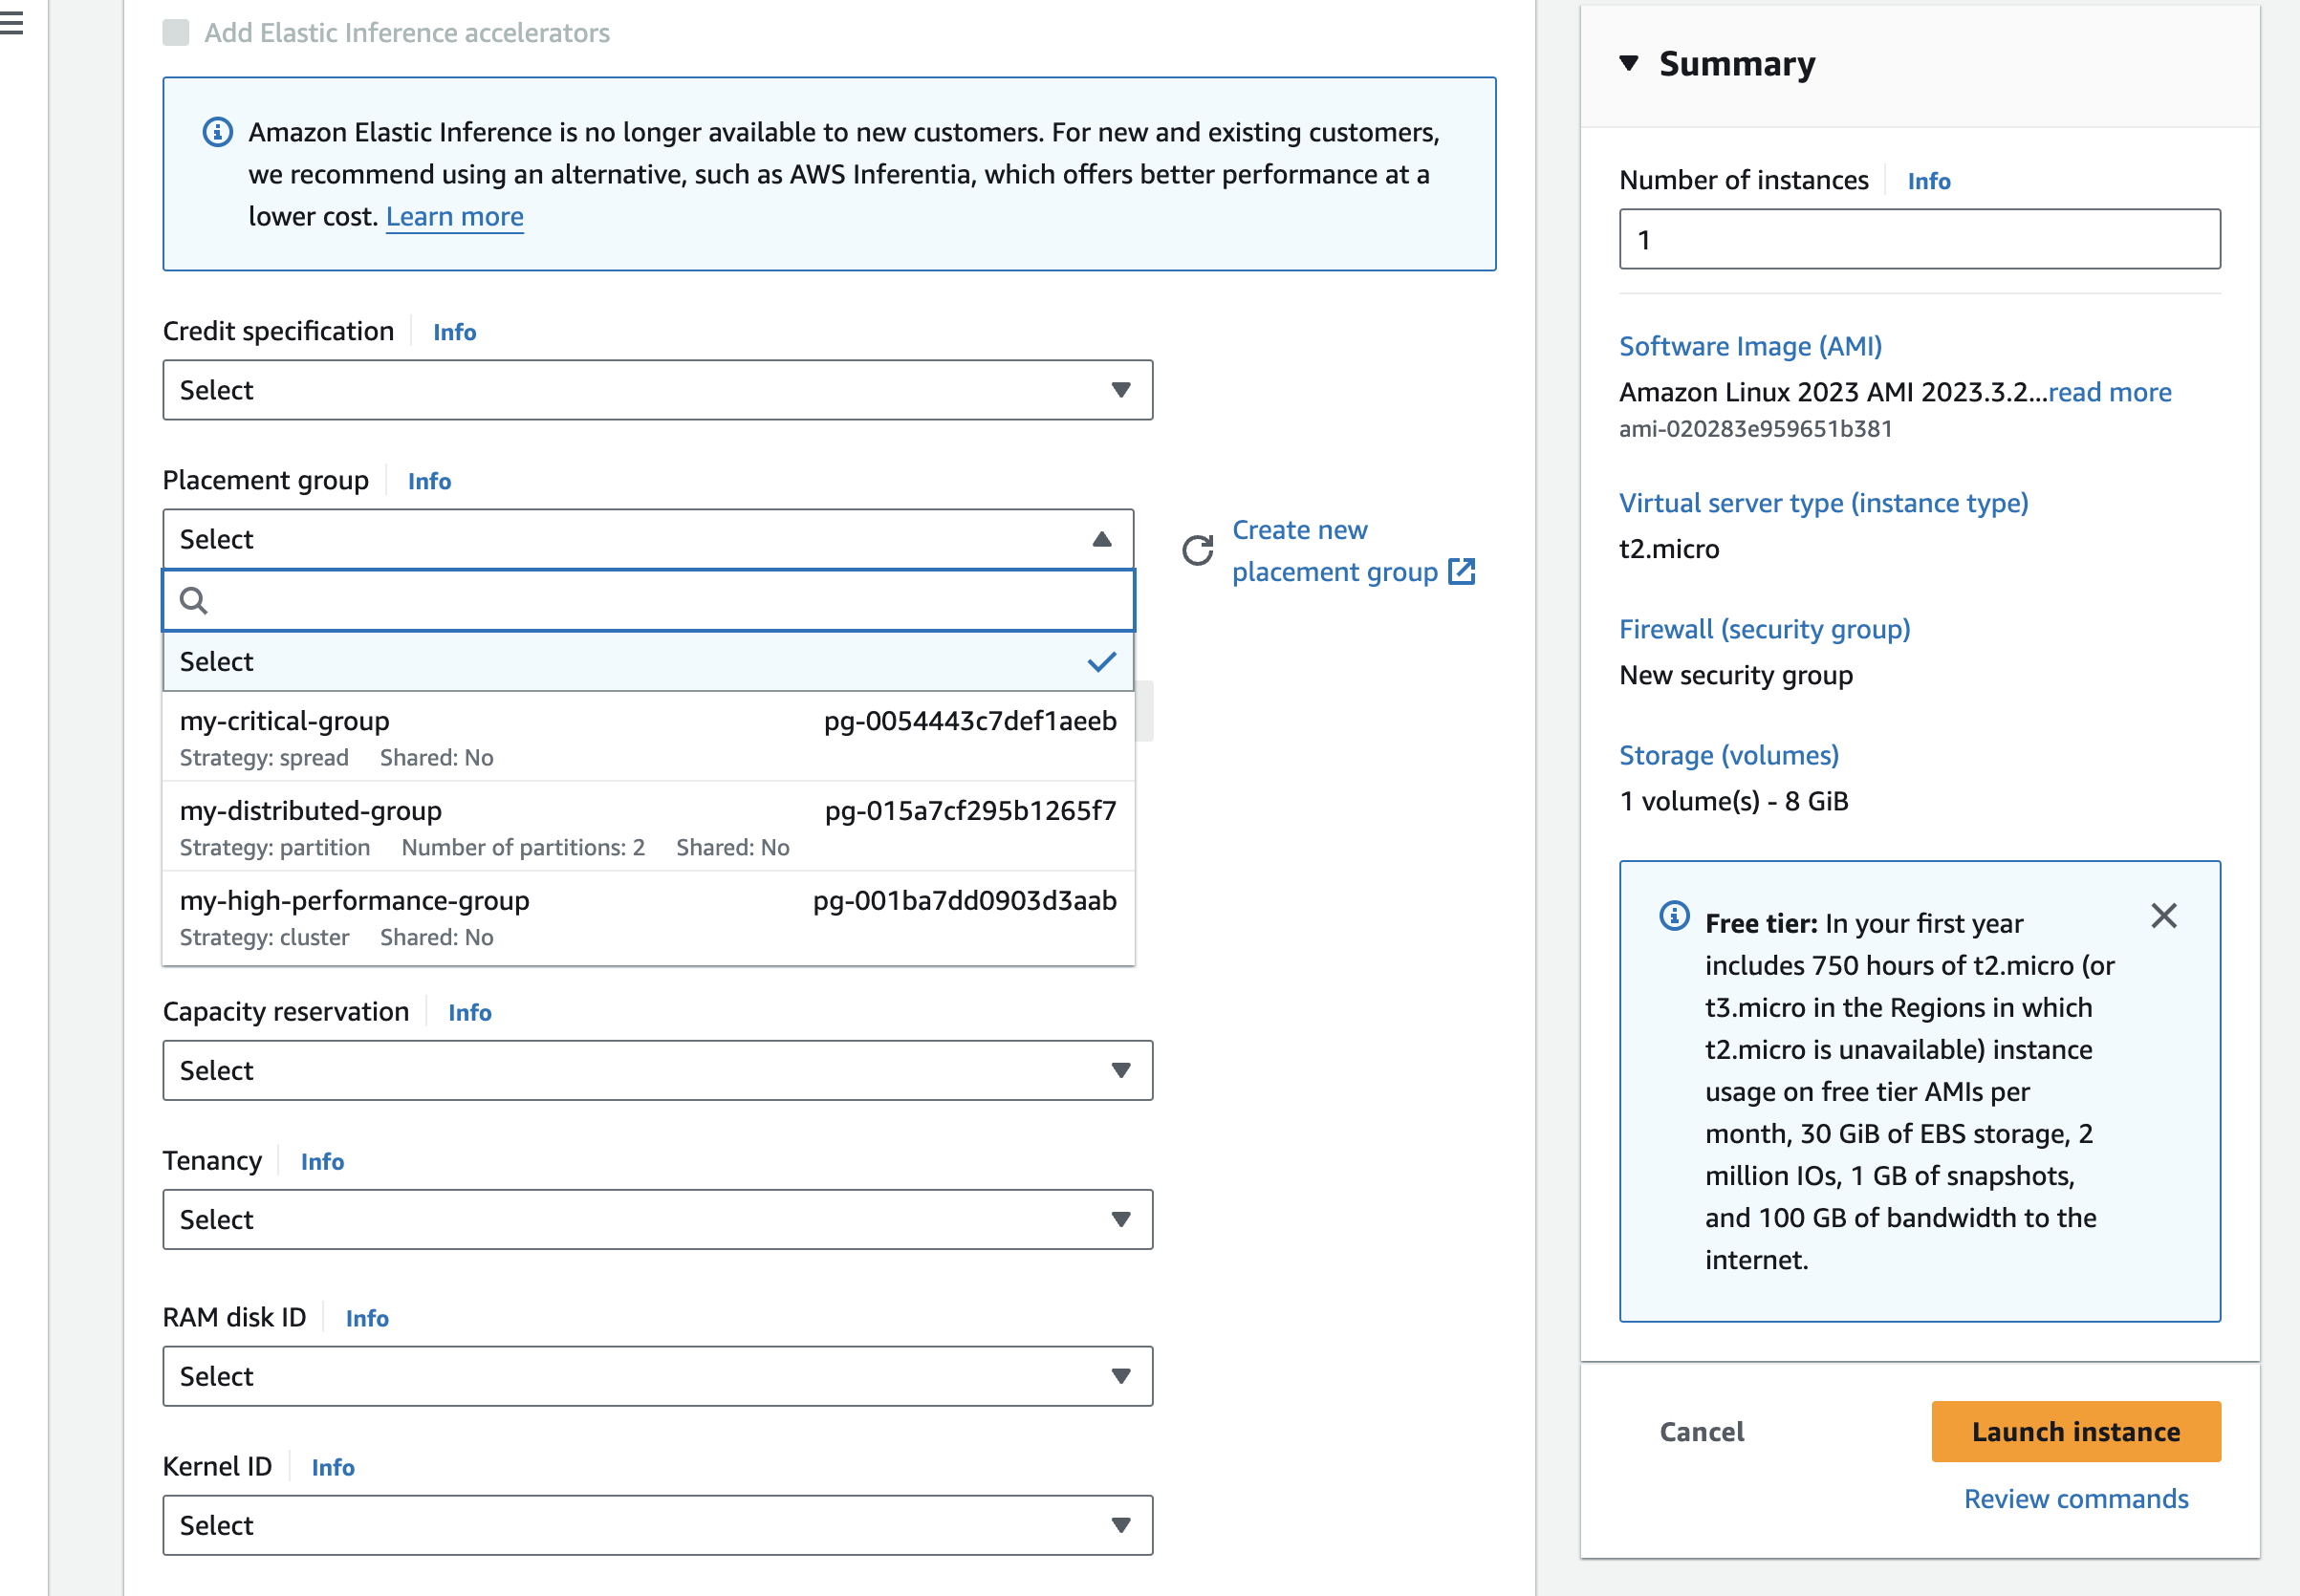 Add Elastic Inference accelerators
Amazon Elastic Inference is no longer available to new customers. For new and existing customers,
we recommend using an alternative, such as AWS Inferentia, which offers better performance at a
lower cost. Learn more
Credit specification Info
Select
Placement group Info
Select
Create new
placement group
Select
my-critical-group pg-0054443c7def1aeeb
Strategy: spread Shared: No
my-distributed-group pg-015a7cf295b1265f7
Strategy: partition Number of partitions: 2 Shared: No
my-high-performance-group pg-001ba7dd0903d3aab
Strategy: cluster Shared: No
Capacity reservation Info
Select
Tenancy Info
Select
RAM disk ID Info
Select
Kernel ID Info
Select
Summary
Number of instances Info
1
Software Image (AMI)
Amazon Linux 2023 AMI 2023.3.2...read more
ami-020283e959651b381
Virtual server type (instance type)
t2.micro
Firewall (security group)
New security group
Storage (volumes)
1 volume(s) - 8 GiB
Free tier: In your first year
includes 750 hours of t2.micro (or
t3.micro in the Regions in which
t2.micro is unavailable) instance
usage on free tier AMIs per
month, 30 GiB of EBS storage, 2
million IOs, 1 GB of snapshots,
and 100 GB of bandwidth to the
internet.
Cancel
Launch instance
Review commands